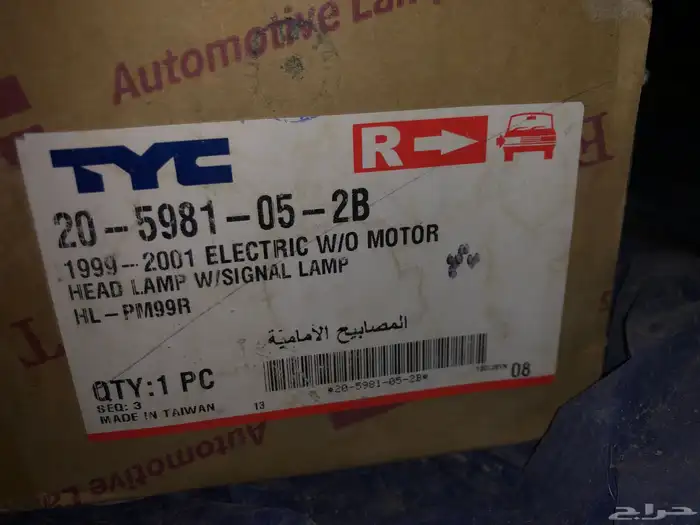 Automotive Lam
TYC
R
20-5981-05-2B
1999-2001 ELECTRIC W/O MOTOR
HEAD LAMP W/SIGNAL LAMP
HL-PM99R
المصابيح الأمامية
QTY:1 PC
SEQ: 3
MADE IN TAIWAN
13
*20-5981-05-2B*
08
Automotive La
حراج